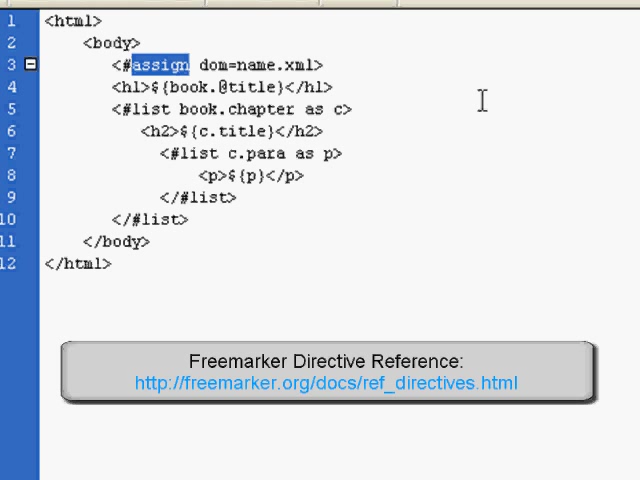 1 <html>
2 <body>
3 <#assign dom=name.xml>
4 <h1>${book.@title}</h1>
5 <#list book.chapter as c>
6 <h2>${c.title}</h2>
7 <#list c.para as p>
8 <p>${p}</p>
9 </#list>
10 </#list>
11 </body>
12 </html>
Freemarker Directive Reference:
http://freemarker.org/docs/ref_directives.html